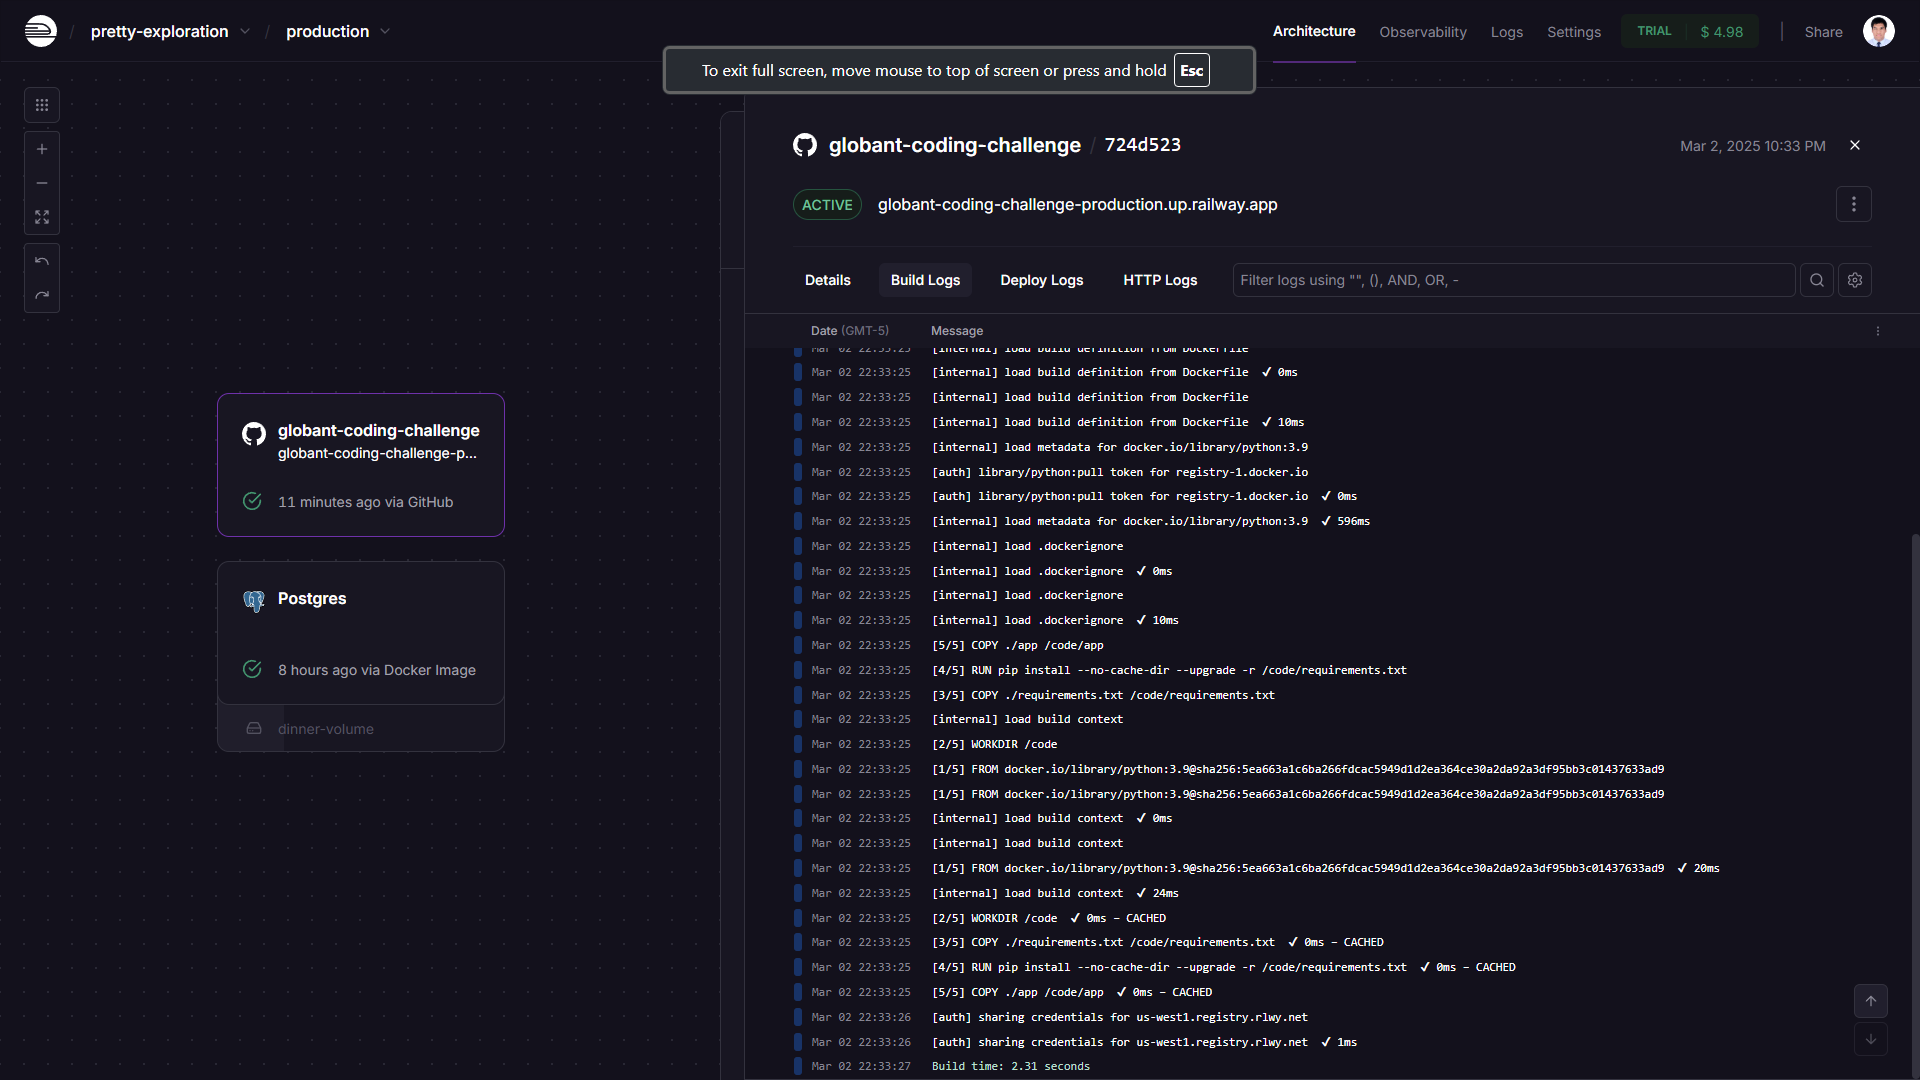 pretty-exploration / production
Architecture Observability Logs Settings TRIAL $ 4.98 Share
To exit full screen, move mouse to top of screen or press and hold Esc
globant-coding-challenge
globant-coding-challenge-p...
11 minutes ago via GitHub
Postgres
8 hours ago via Docker Image
dinner-volume
globant-coding-challenge / 724d523
Mar 2, 2025 10:33 PM
ACTIVE globant-coding-challenge-production.up.railway.app
Details Build Logs Deploy Logs HTTP Logs Filter logs using "", (), AND, OR, -
Date (GMT-5) Message
Mar 02 22:33:25 [internal] load build definition from Dockerfile
Mar 02 22:33:25 [internal] load build definition from Dockerfile ✔ 0ms
Mar 02 22:33:25 [internal] load build definition from Dockerfile
Mar 02 22:33:25 [internal] load build definition from Dockerfile ✔ 10ms
Mar 02 22:33:25 [internal] load metadata for docker.io/library/python:3.9
Mar 02 22:33:25 [auth] library/python:pull token for registry-1.docker.io
Mar 02 22:33:25 [auth] library/python:pull token for registry-1.docker.io ✔ 0ms
Mar 02 22:33:25 [internal] load metadata for docker.io/library/python:3.9 ✔ 596ms
Mar 02 22:33:25 [internal] load .dockerignore
Mar 02 22:33:25 [internal] load .dockerignore ✔ 0ms
Mar 02 22:33:25 [internal] load .dockerignore
Mar 02 22:33:25 [internal] load .dockerignore ✔ 10ms
Mar 02 22:33:25 [5/5] COPY ./app /code/app
Mar 02 22:33:25 [4/5] RUN pip install --no-cache-dir --upgrade -r /code/requirements.txt
Mar 02 22:33:25 [3/5] COPY ./requirements.txt /code/requirements.txt
Mar 02 22:33:25 [internal] load build context
Mar 02 22:33:25 [2/5] WORKDIR /code
Mar 02 22:33:25 [1/5] FROM docker.io/library/python:3.9@sha256:5ea663a1c6ba266fdcac5949d1d2ea364ce30a2da92a3df95bb3c01437633ad9
Mar 02 22:33:25 [1/5] FROM docker.io/library/python:3.9@sha256:5ea663a1c6ba266fdcac5949d1d2ea364ce30a2da92a3df95bb3c01437633ad9
Mar 02 22:33:25 [internal] load build context ✔ 0ms
Mar 02 22:33:25 [internal] load build context
Mar 02 22:33:25 [1/5] FROM docker.io/library/python:3.9@sha256:5ea663a1c6ba266fdcac5949d1d2ea364ce30a2da92a3df95bb3c01437633ad9 ✔ 20ms
Mar 02 22:33:25 [internal] load build context ✔ 24ms
Mar 02 22:33:25 [2/5] WORKDIR /code ✔ 0ms – CACHED
Mar 02 22:33:25 [3/5] COPY ./requirements.txt /code/requirements.txt ✔ 0ms – CACHED
Mar 02 22:33:25 [4/5] RUN pip install --no-cache-dir --upgrade -r /code/requirements.txt ✔ 0ms – CACHED
Mar 02 22:33:25 [5/5] COPY ./app /code/app ✔ 0ms – CACHED
Mar 02 22:33:26 [auth] sharing credentials for us-west1.registry.rlwy.net
Mar 02 22:33:26 [auth] sharing credentials for us-west1.registry.rlwy.net ✔ 1ms
Mar 02 22:33:27 Build time: 2.31 seconds